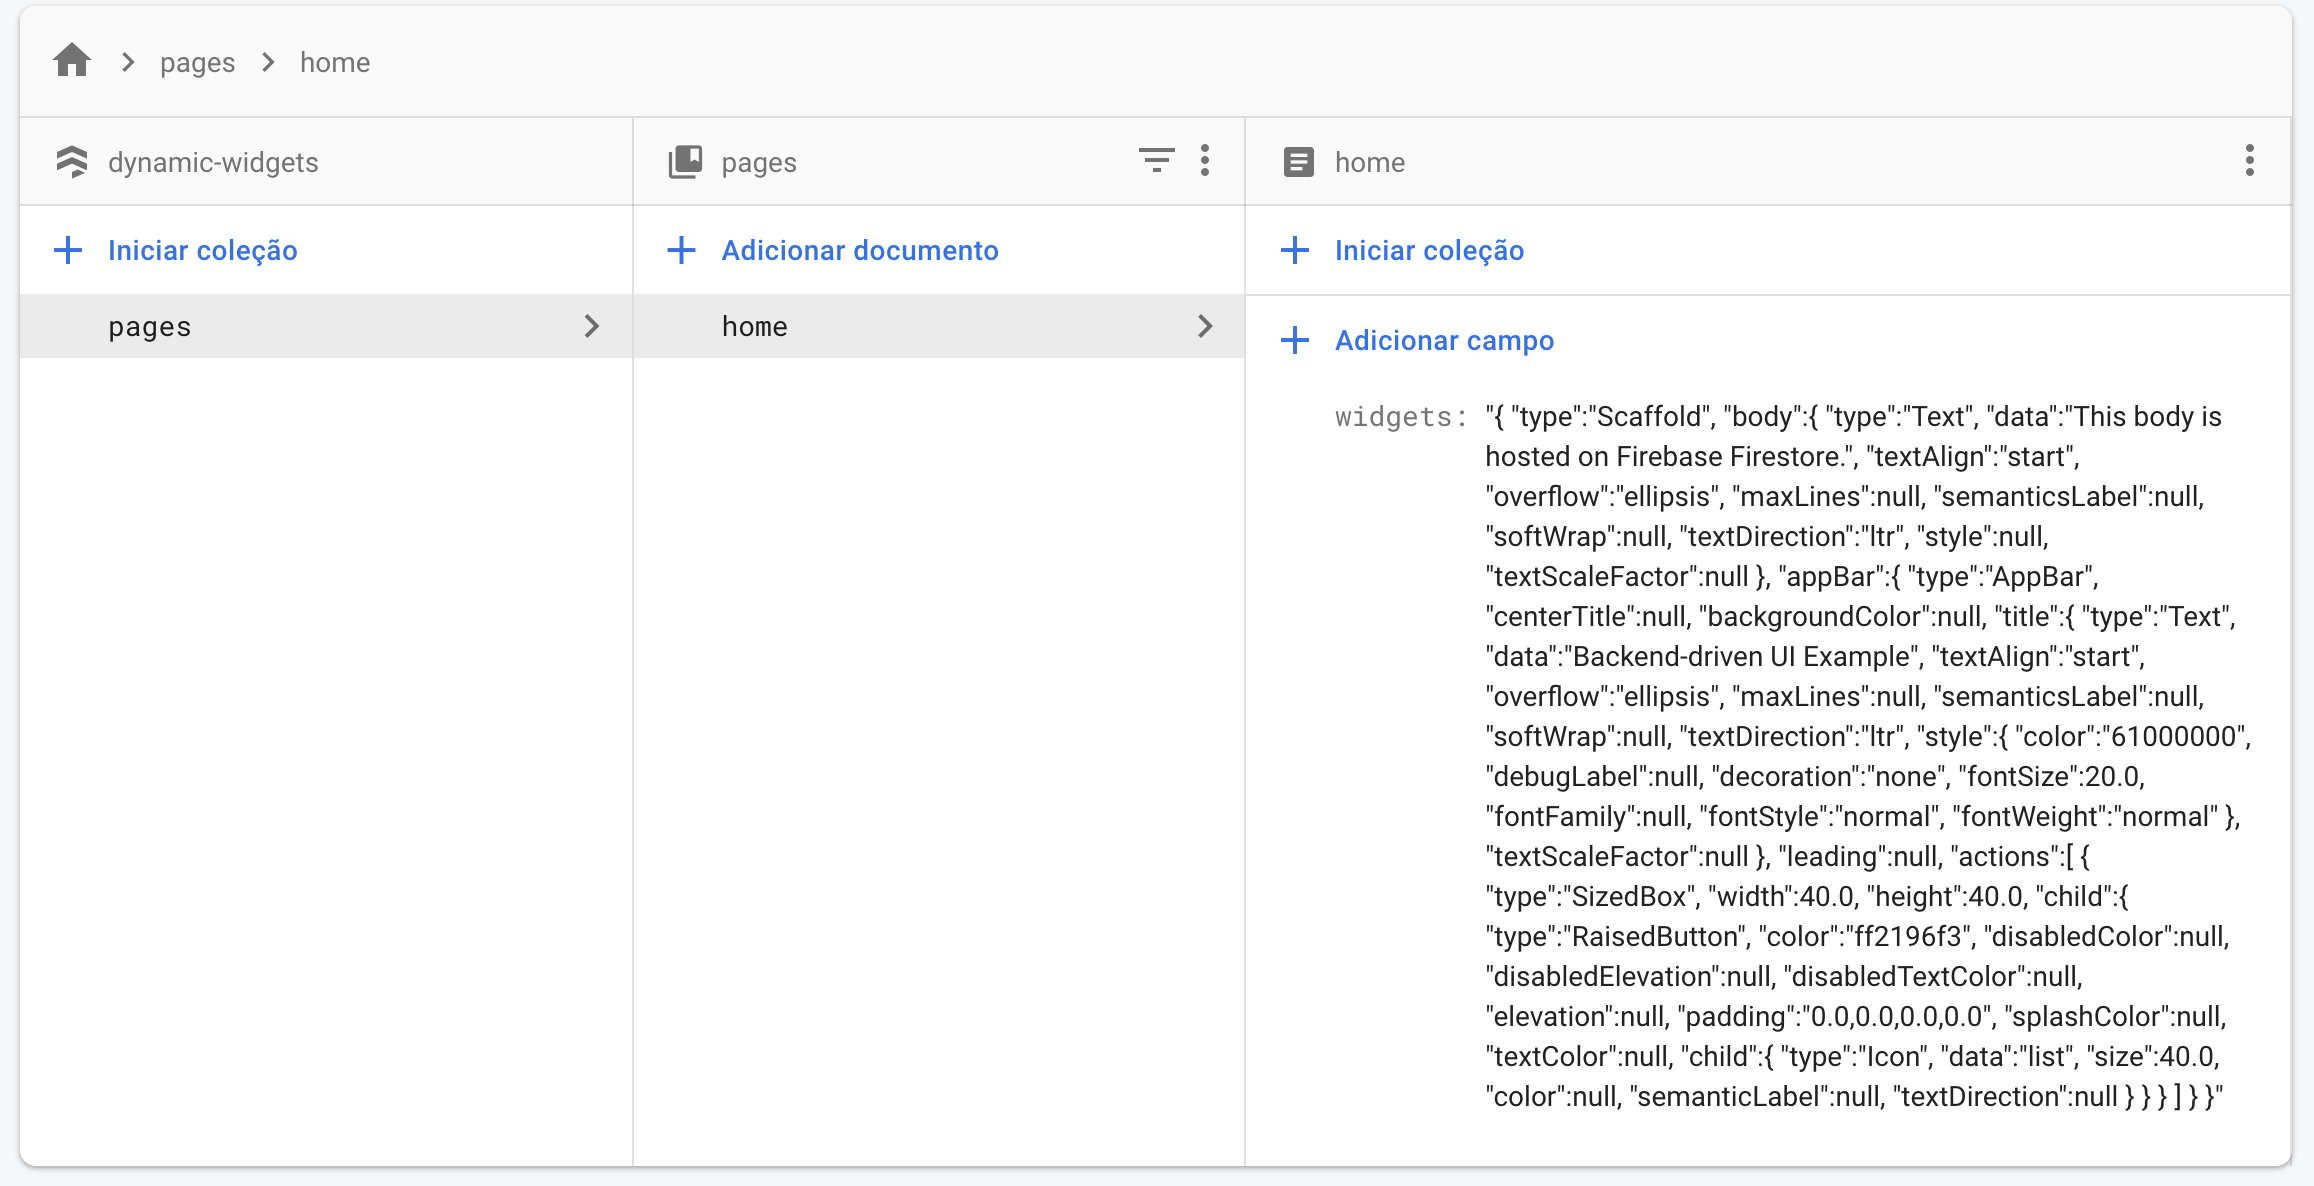 pages
home
dynamic-widgets
pages
home
Iniciar coleção
Adicionar documento
Iniciar coleção
pages
home
Adicionar campo
widgets: "{ "type":"Scaffold", "body":{ "type":"Text", "data":"This body is
hosted on Firebase Firestore.", "textAlign":"start",
"overflow":"ellipsis", "maxLines":null, "semanticsLabel":null,
"softWrap":null, "textDirection":"ltr", "style":null,
"textScaleFactor":null }, "appBar":{ "type":"AppBar",
"centerTitle":null, "backgroundColor":null, "title":{ "type":"Text",
"data":"Backend-driven UI Example", "textAlign":"start",
"overflow":"ellipsis", "maxLines":null, "semanticsLabel":null,
"softWrap":null, "textDirection":"ltr", "style":{ "color":"61000000",
"debugLabel":null, "decoration":"none", "fontSize":20.0,
"fontFamily":null, "fontStyle":"normal", "fontWeight":"normal" },
"textScaleFactor":null }, "leading":null, "actions":[ {
"type":"SizedBox", "width":40.0, "height":40.0, "child":{
"type":"RaisedButton", "color":"ff2196f3", "disabledColor":null,
"disabledElevation":null, "disabledTextColor":null,
"elevation":null, "padding":"0.0,0.0,0.0,0.0", "splashColor":null,
"textColor":null, "child":{ "type":"Icon", "data":"list", "size":40.0,
"color":null, "semanticLabel":null, "textDirection":null } } } ] } }"